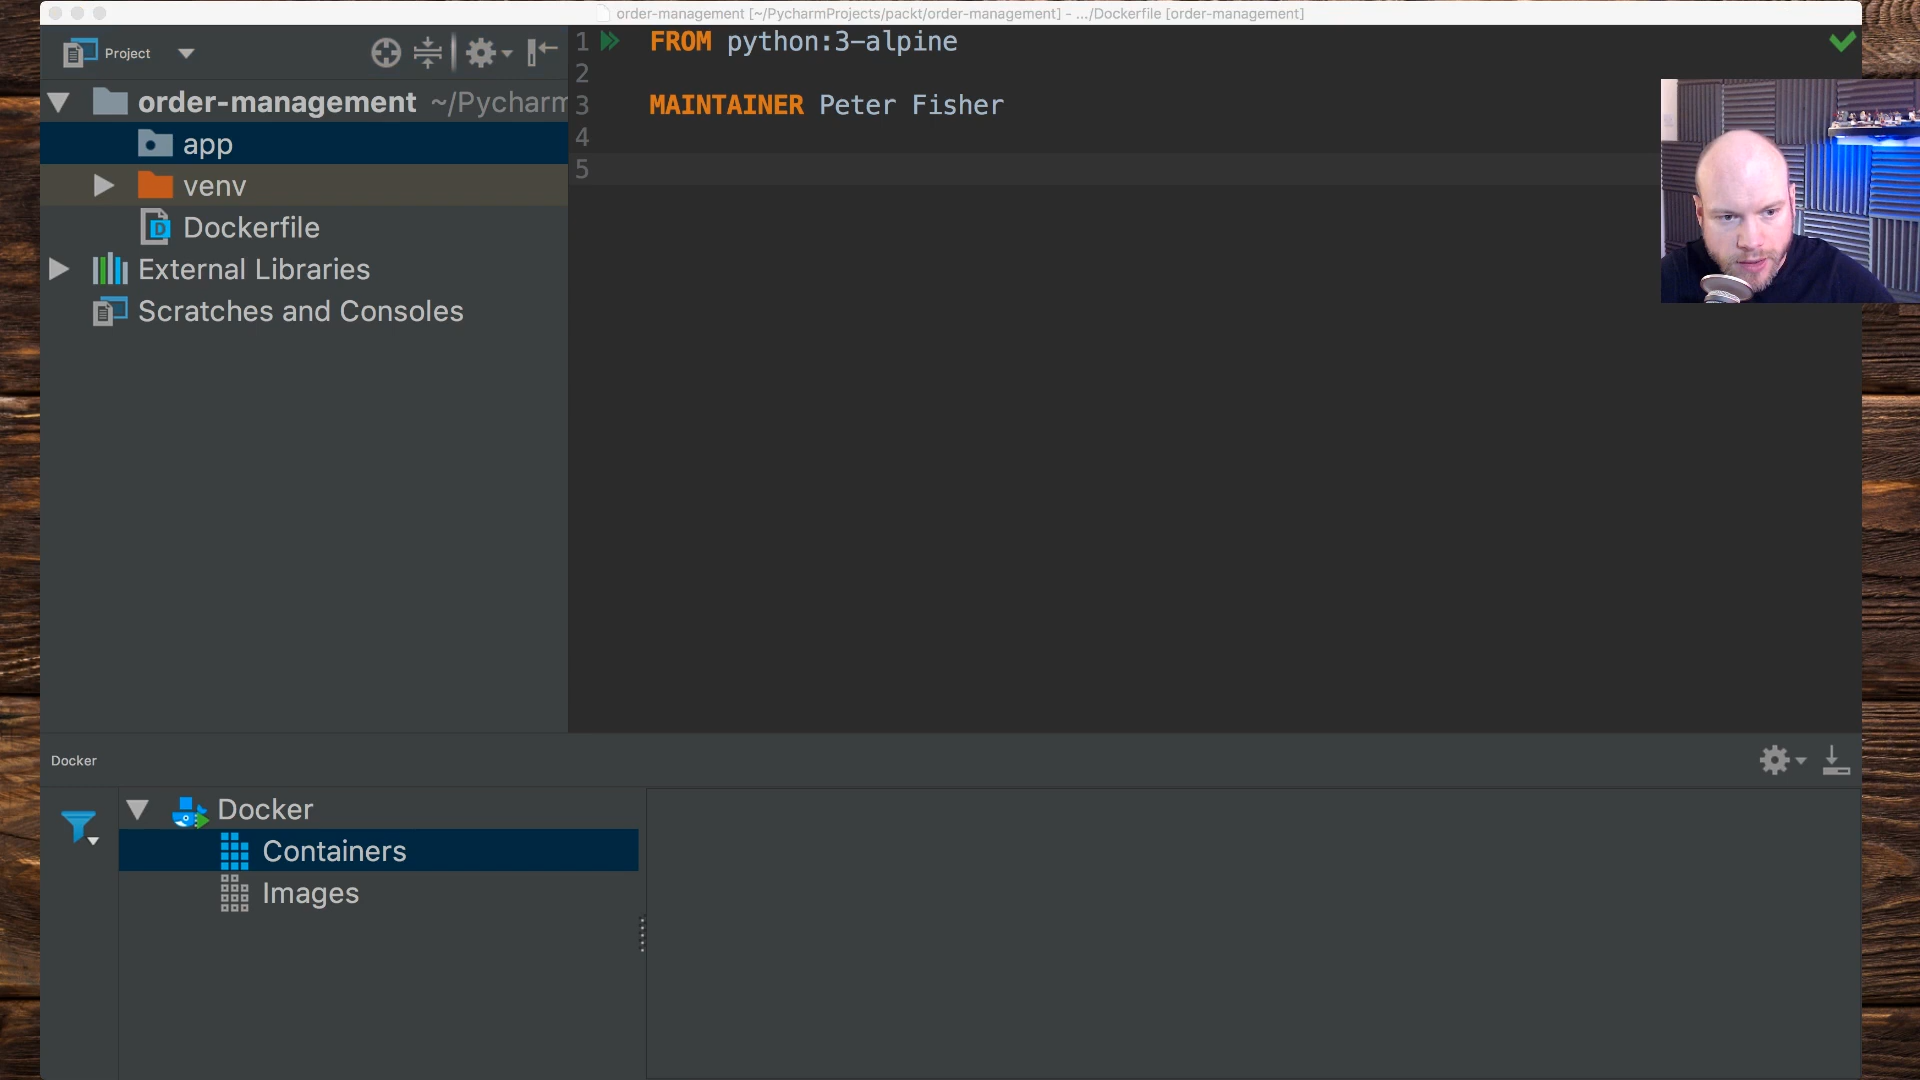 order-management [~/PycharmProjects/packt/order-management] - .../Dockerfile [order-management]
Project
order-management ~/Pycharm
app
venv
Dockerfile
External Libraries
Scratches and Consoles
1 FROM python:3-alpine
2
3 MAINTAINER Peter Fisher
4
5
Docker
Docker
Containers
Images